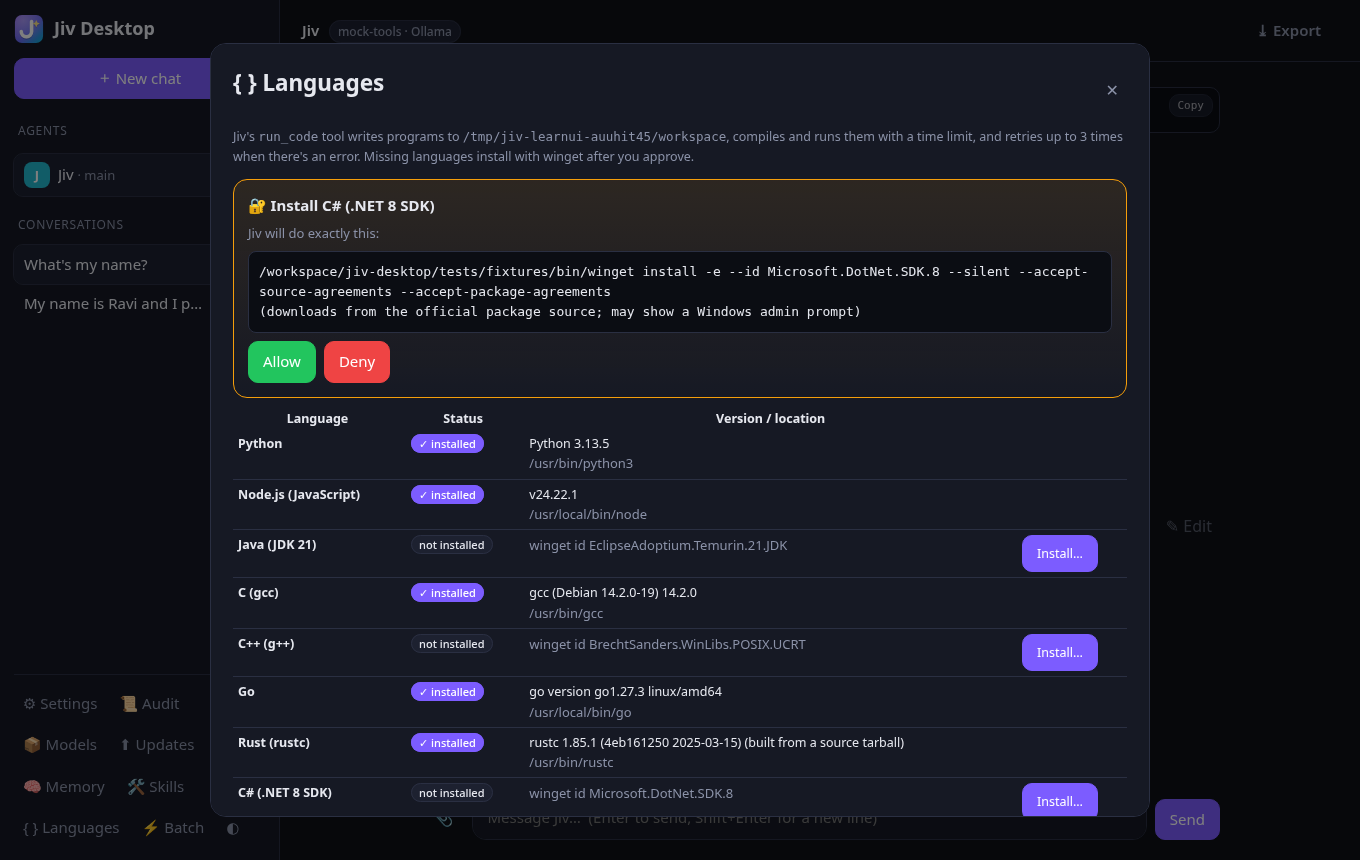 Jiv Desktop
+ New chat
AGENTS
J Jiv · main
CONVERSATIONS
What's my name?
My name is Ravi and I p...
⚙ Settings 📜 Audit
📦 Models ⬆ Updates
🧠 Memory 🛠️ Skills
{ } Languages ⚡ Batch ◐
Jiv mock-tools · Ollama
⤓ Export
Copy
✎ Edit
{ } Languages
✕
Jiv's run_code tool writes programs to /tmp/jiv-learnui-auuhit45/workspace, compiles and runs them with a time limit, and retries up to 3 times
when there's an error. Missing languages install with winget after you approve.
🔐 Install C# (.NET 8 SDK)
Jiv will do exactly this:
/workspace/jiv-desktop/tests/fixtures/bin/winget install -e --id Microsoft.DotNet.SDK.8 --silent --accept-
source-agreements --accept-package-agreements
(downloads from the official package source; may show a Windows admin prompt)
Allow Deny
Language Status Version / location
Python ✓ installed Python 3.13.5
/usr/bin/python3
Node.js (JavaScript) ✓ installed v24.22.1
/usr/local/bin/node
Java (JDK 21) not installed winget id EclipseAdoptium.Temurin.21.JDK Install...
C (gcc) ✓ installed gcc (Debian 14.2.0-19) 14.2.0
/usr/bin/gcc
C++ (g++) not installed winget id BrechtSanders.WinLibs.POSIX.UCRT Install...
Go ✓ installed go version go1.27.3 linux/amd64
/usr/local/bin/go
Rust (rustc) ✓ installed rustc 1.85.1 (4eb161250 2025-03-15) (built from a source tarball)
/usr/bin/rustc
C# (.NET 8 SDK) not installed winget id Microsoft.DotNet.SDK.8 Install...
Message Jiv... (Enter to send, Shift+Enter for a new line)
Send